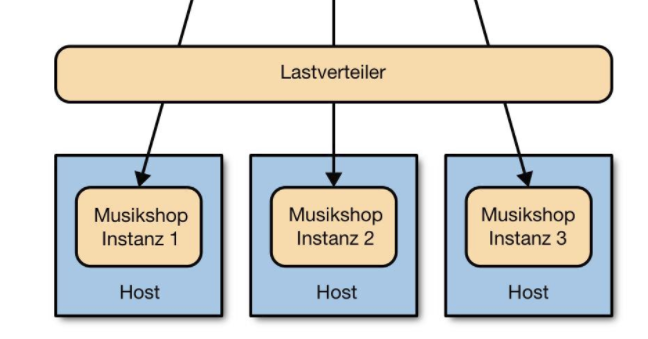 Lastverteiler
Musikshop
Instanz 1
Host
Musikshop
Instanz 2
Host
Musikshop
Instanz 3
Host